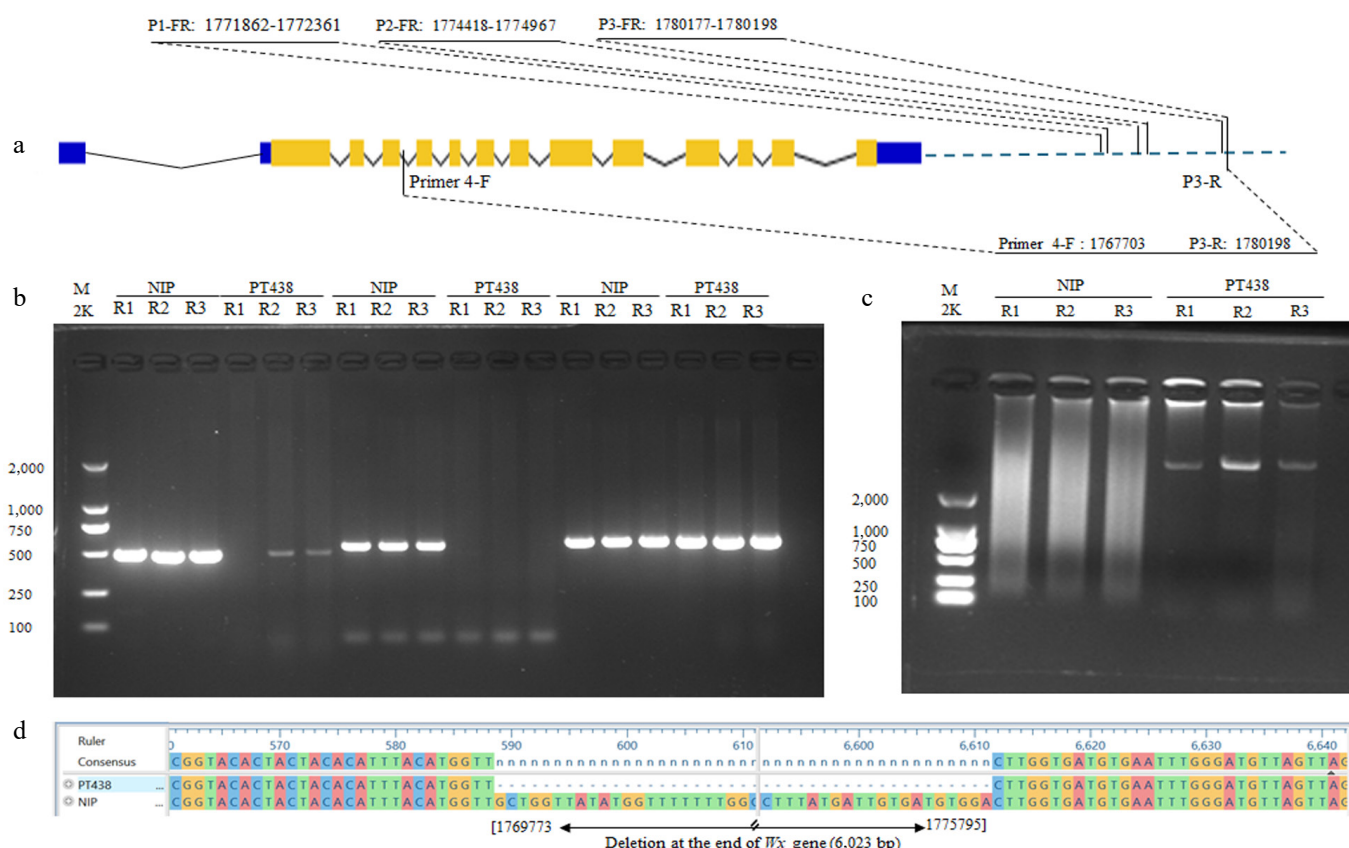 P1-FR: 1771862-1772361 P2-FR: 1774418-1774967 P3-FR: 1780177-1780198
a
Primer 4-F P3-R
Primer 4-F : 1767703 P3-R: 1780198
b
M NIP PT438 NIP PT438 NIP PT438
2K R1 R2 R3 R1 R2 R3 R1 R2 R3 R1 R2 R3 R1 R2 R3 R1 R2 R3
2,000
1,000
750
500
250
100
c
M NIP PT438
2K R1 R2 R3 R1 R2 R3
2,000
1,000
750
500
250
100
d
Ruler 0 570 580 590 600 610 6,600 6,610 6,620 6,630 6,640
Consensus CGGTACACTACTACACATTTACATGGTTnnnnnnnnnnnnnnnnnnnnnnn nnnnnnnnnnnnnnnnnnnnCTTGGTGATGTGAATTTGGGATGTTAGTTAG
PT438 ... CGGTACACTACTACACATTTACATGGTT CTTGGTGATGTGAATTTGGGATGTTAGTTAG
NIP ... CGGTACACTACTACACATTTACATGGTTGCTGGTTATATGGTTTTTTTGGC CTTTATGATTGTGATGTGGACTTGGTGATGTGAATTTGGGATGTTAGTTAG
[1769773 1775795]
Deletion at the end of Wx gene (6,023 bp)